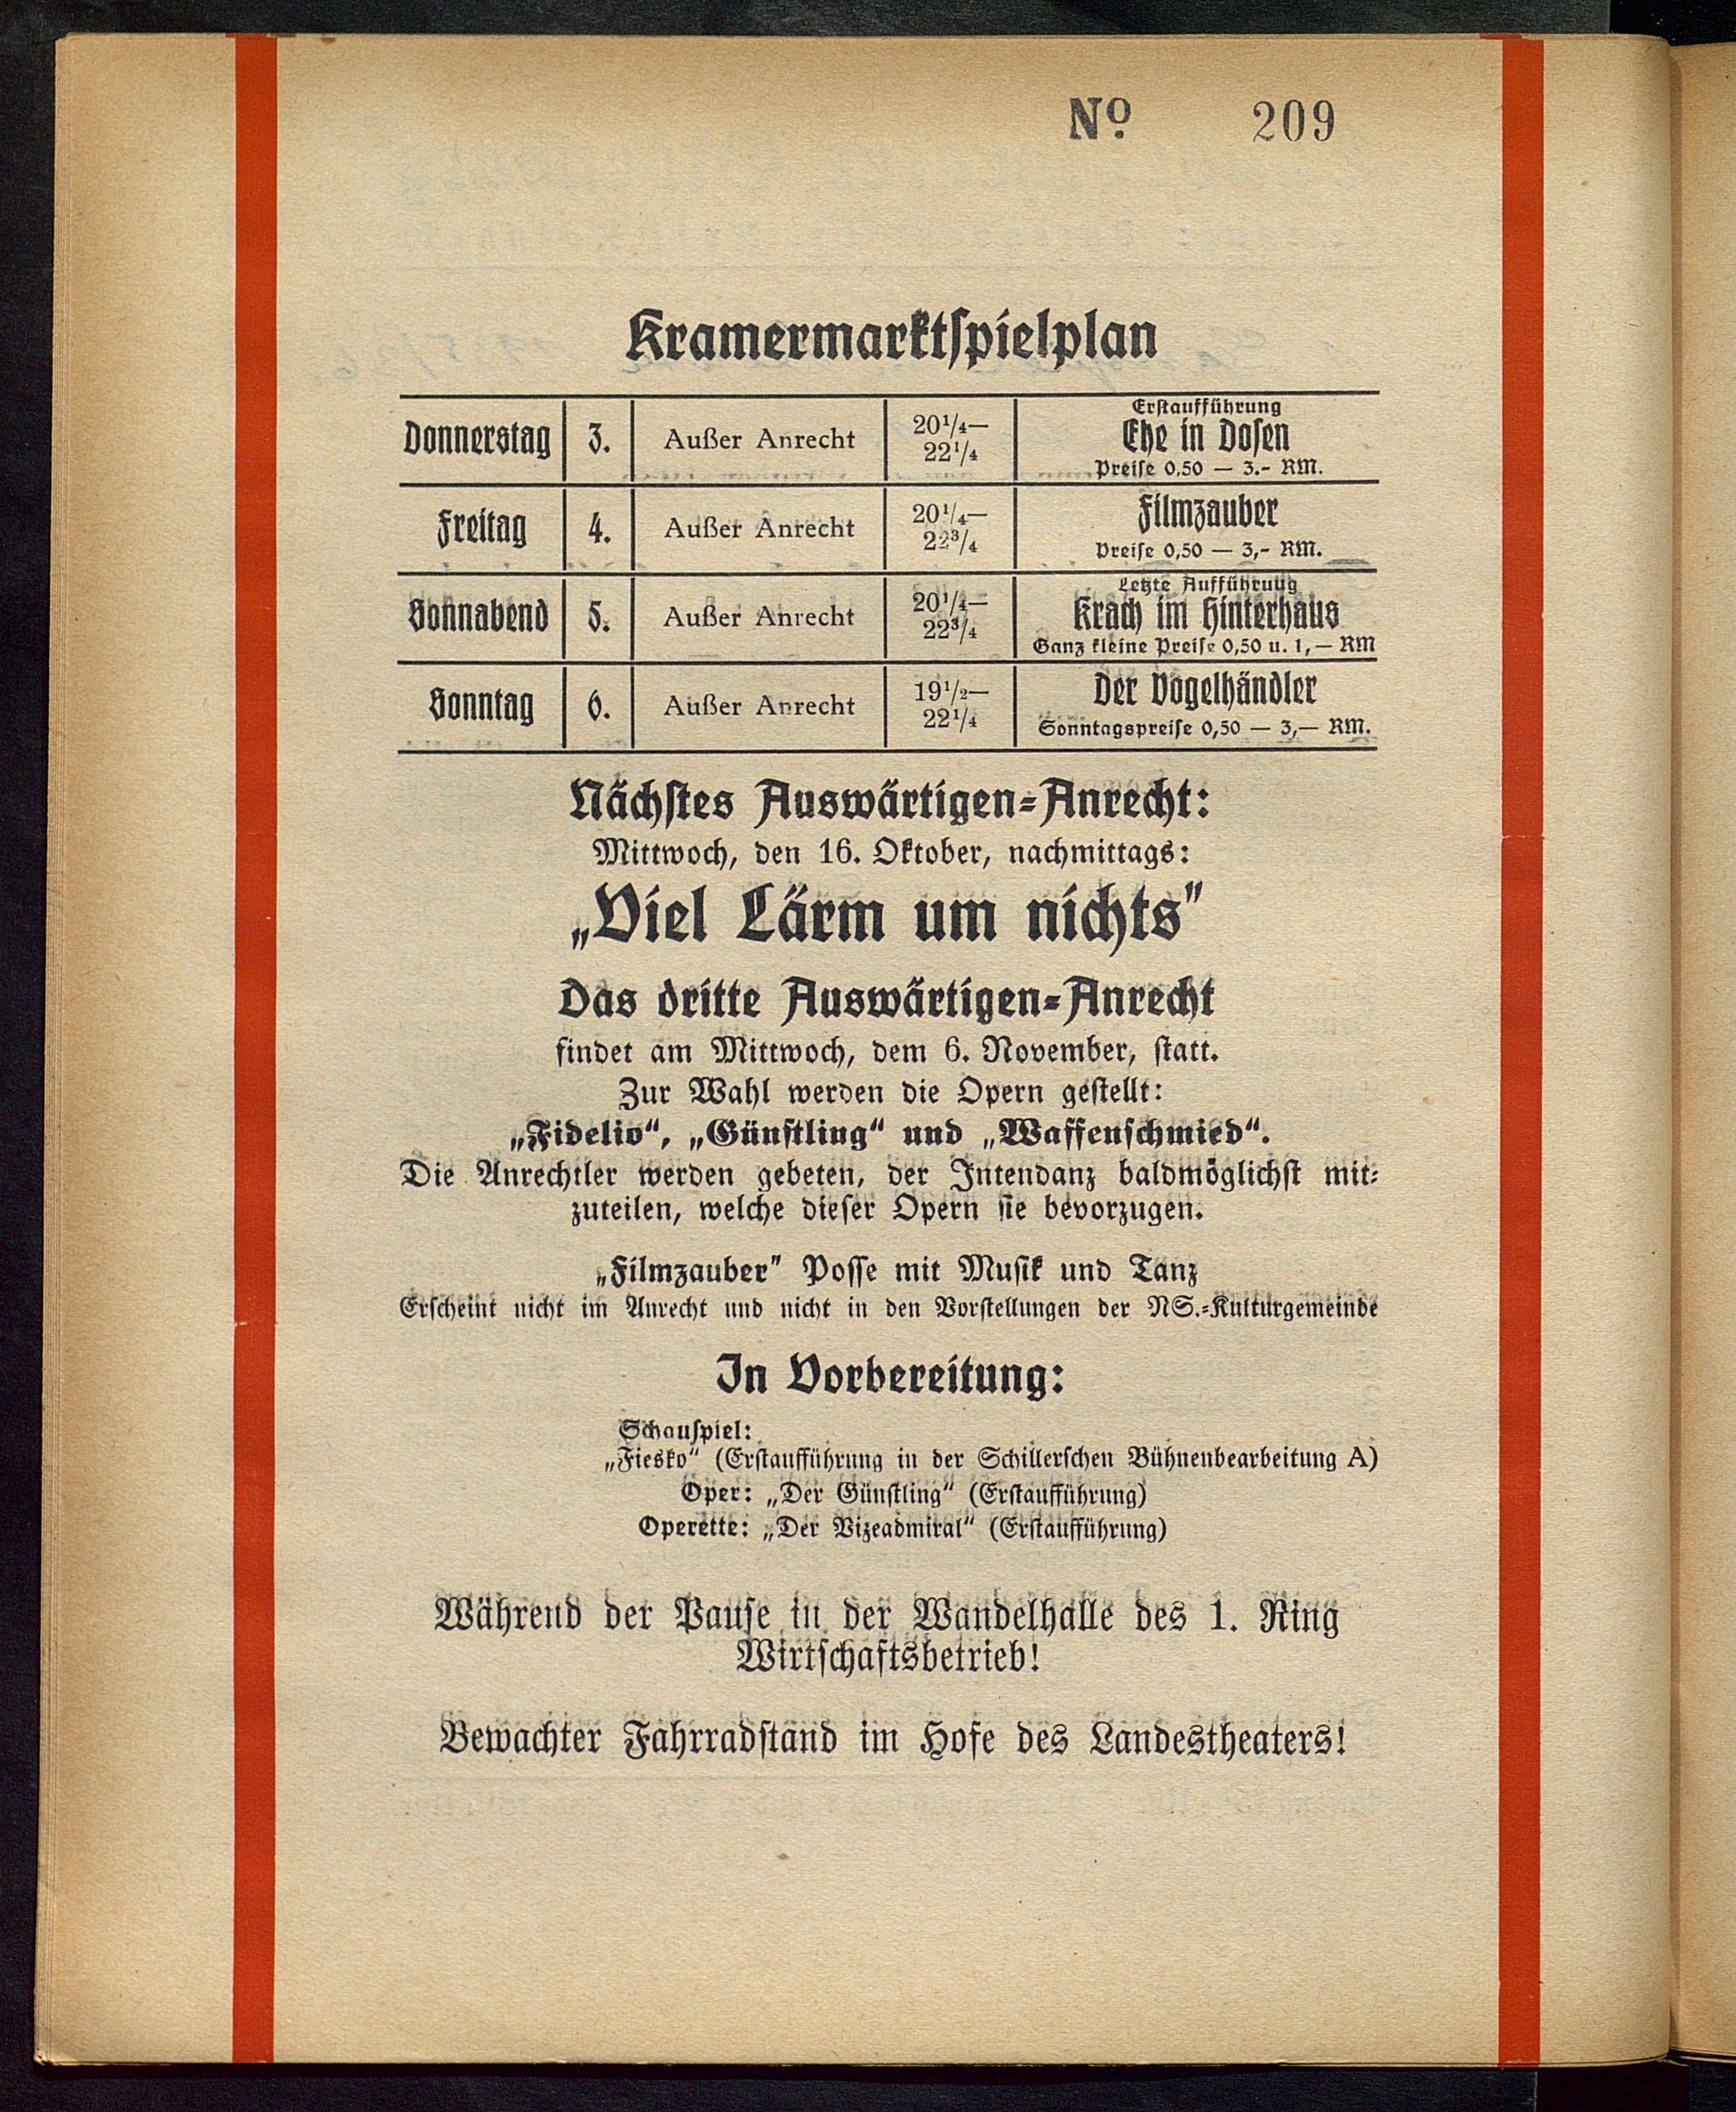 No 209
Kramermarktspielplan
Donnerstag 3. Außer Anrecht 20¹/₄— 22¹/₄ Erstaufführung
Ehe in Dosen
Preise 0,50 — 3.- RM.
Freitag 4. Außer Anrecht 20¹/₄— 22³/₄ Filmzauber
Preise 0,50 — 3,- RM.
Sonnabend 5. Außer Anrecht 20¹/₄— 22³/₄ Letzte Aufführung
Krach im Hinterhaus
Ganz kleine Preise 0,50 u. 1,— RM
Sonntag 6. Außer Anrecht 19¹/₂— 22¹/₄ Der Vogelhändler
Sonntagspreise 0,50 — 3,— RM.
Nächstes Auswärtigen-Anrecht:
Mittwoch, den 16. Oktober, nachmittags:
„Viel Lärm um nichts"
Das dritte Auswärtigen-Anrecht
findet am Mittwoch, dem 6. November, statt.
Zur Wahl werden die Opern gestellt:
„Fidelio“, „Günstling“ und „Waffenschmied“.
Die Anrechtler werden gebeten, der Intendanz baldmöglichst mit-
zuteilen, welche dieser Opern sie bevorzugen.
„Filmzauber" Posse mit Musik und Tanz
Erscheint nicht im Anrecht und nicht in den Vorstellungen der NS.-Kulturgemeinde
In Vorbereitung:
Schauspiel:
„Fiesko“ (Erstaufführung in der Schillerschen Bühnenbearbeitung A)
Oper: „Der Günstling“ (Erstaufführung)
Operette: „Der Vizeadmiral“ (Erstaufführung)
Während der Pause in der Wandelhalle des 1. Ring
Wirtschaftsbetrieb!
Bewachter Fahrradstand im Hofe des Landestheaters!